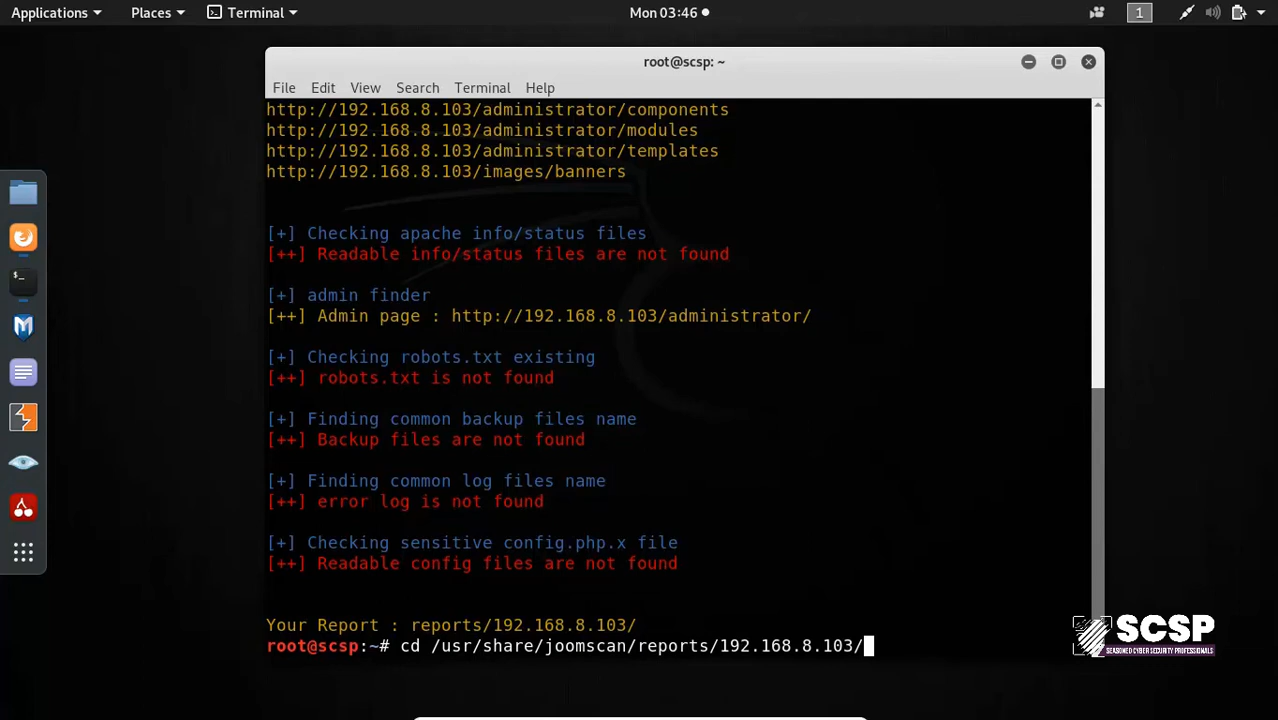 Applications Places Terminal Mon 03:46 1
root@scsp: ~
File Edit View Search Terminal Help
http://192.168.8.103/administrator/components
http://192.168.8.103/administrator/modules
http://192.168.8.103/administrator/templates
http://192.168.8.103/images/banners
[+] Checking apache info/status files
[++] Readable info/status files are not found
[+] admin finder
[++] Admin page : http://192.168.8.103/administrator/
[+] Checking robots.txt existing
[++] robots.txt is not found
[+] Finding common backup files name
[++] Backup files are not found
[+] Finding common log files name
[++] error log is not found
[+] Checking sensitive config.php.x file
[++] Readable config files are not found
Your Report : reports/192.168.8.103/
root@scsp:~# cd /usr/share/joomscan/reports/192.168.8.103/
SCSP
SEASONED CYBER SECURITY PROFESSIONALS